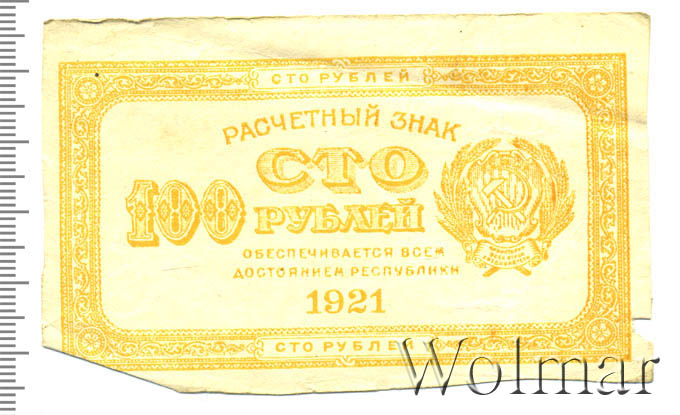 СТО РУБЛЕЙ
РАСЧЕТНЫЙ ЗНАК
СТО
100 РУБЛЕЙ
ОБЕСПЕЧИВАЕТСЯ ВСЕМ
ДОСТОЯНИЕМ РЕСПУБЛИКИ
1921
СТО РУБЛЕЙ
Wolmar